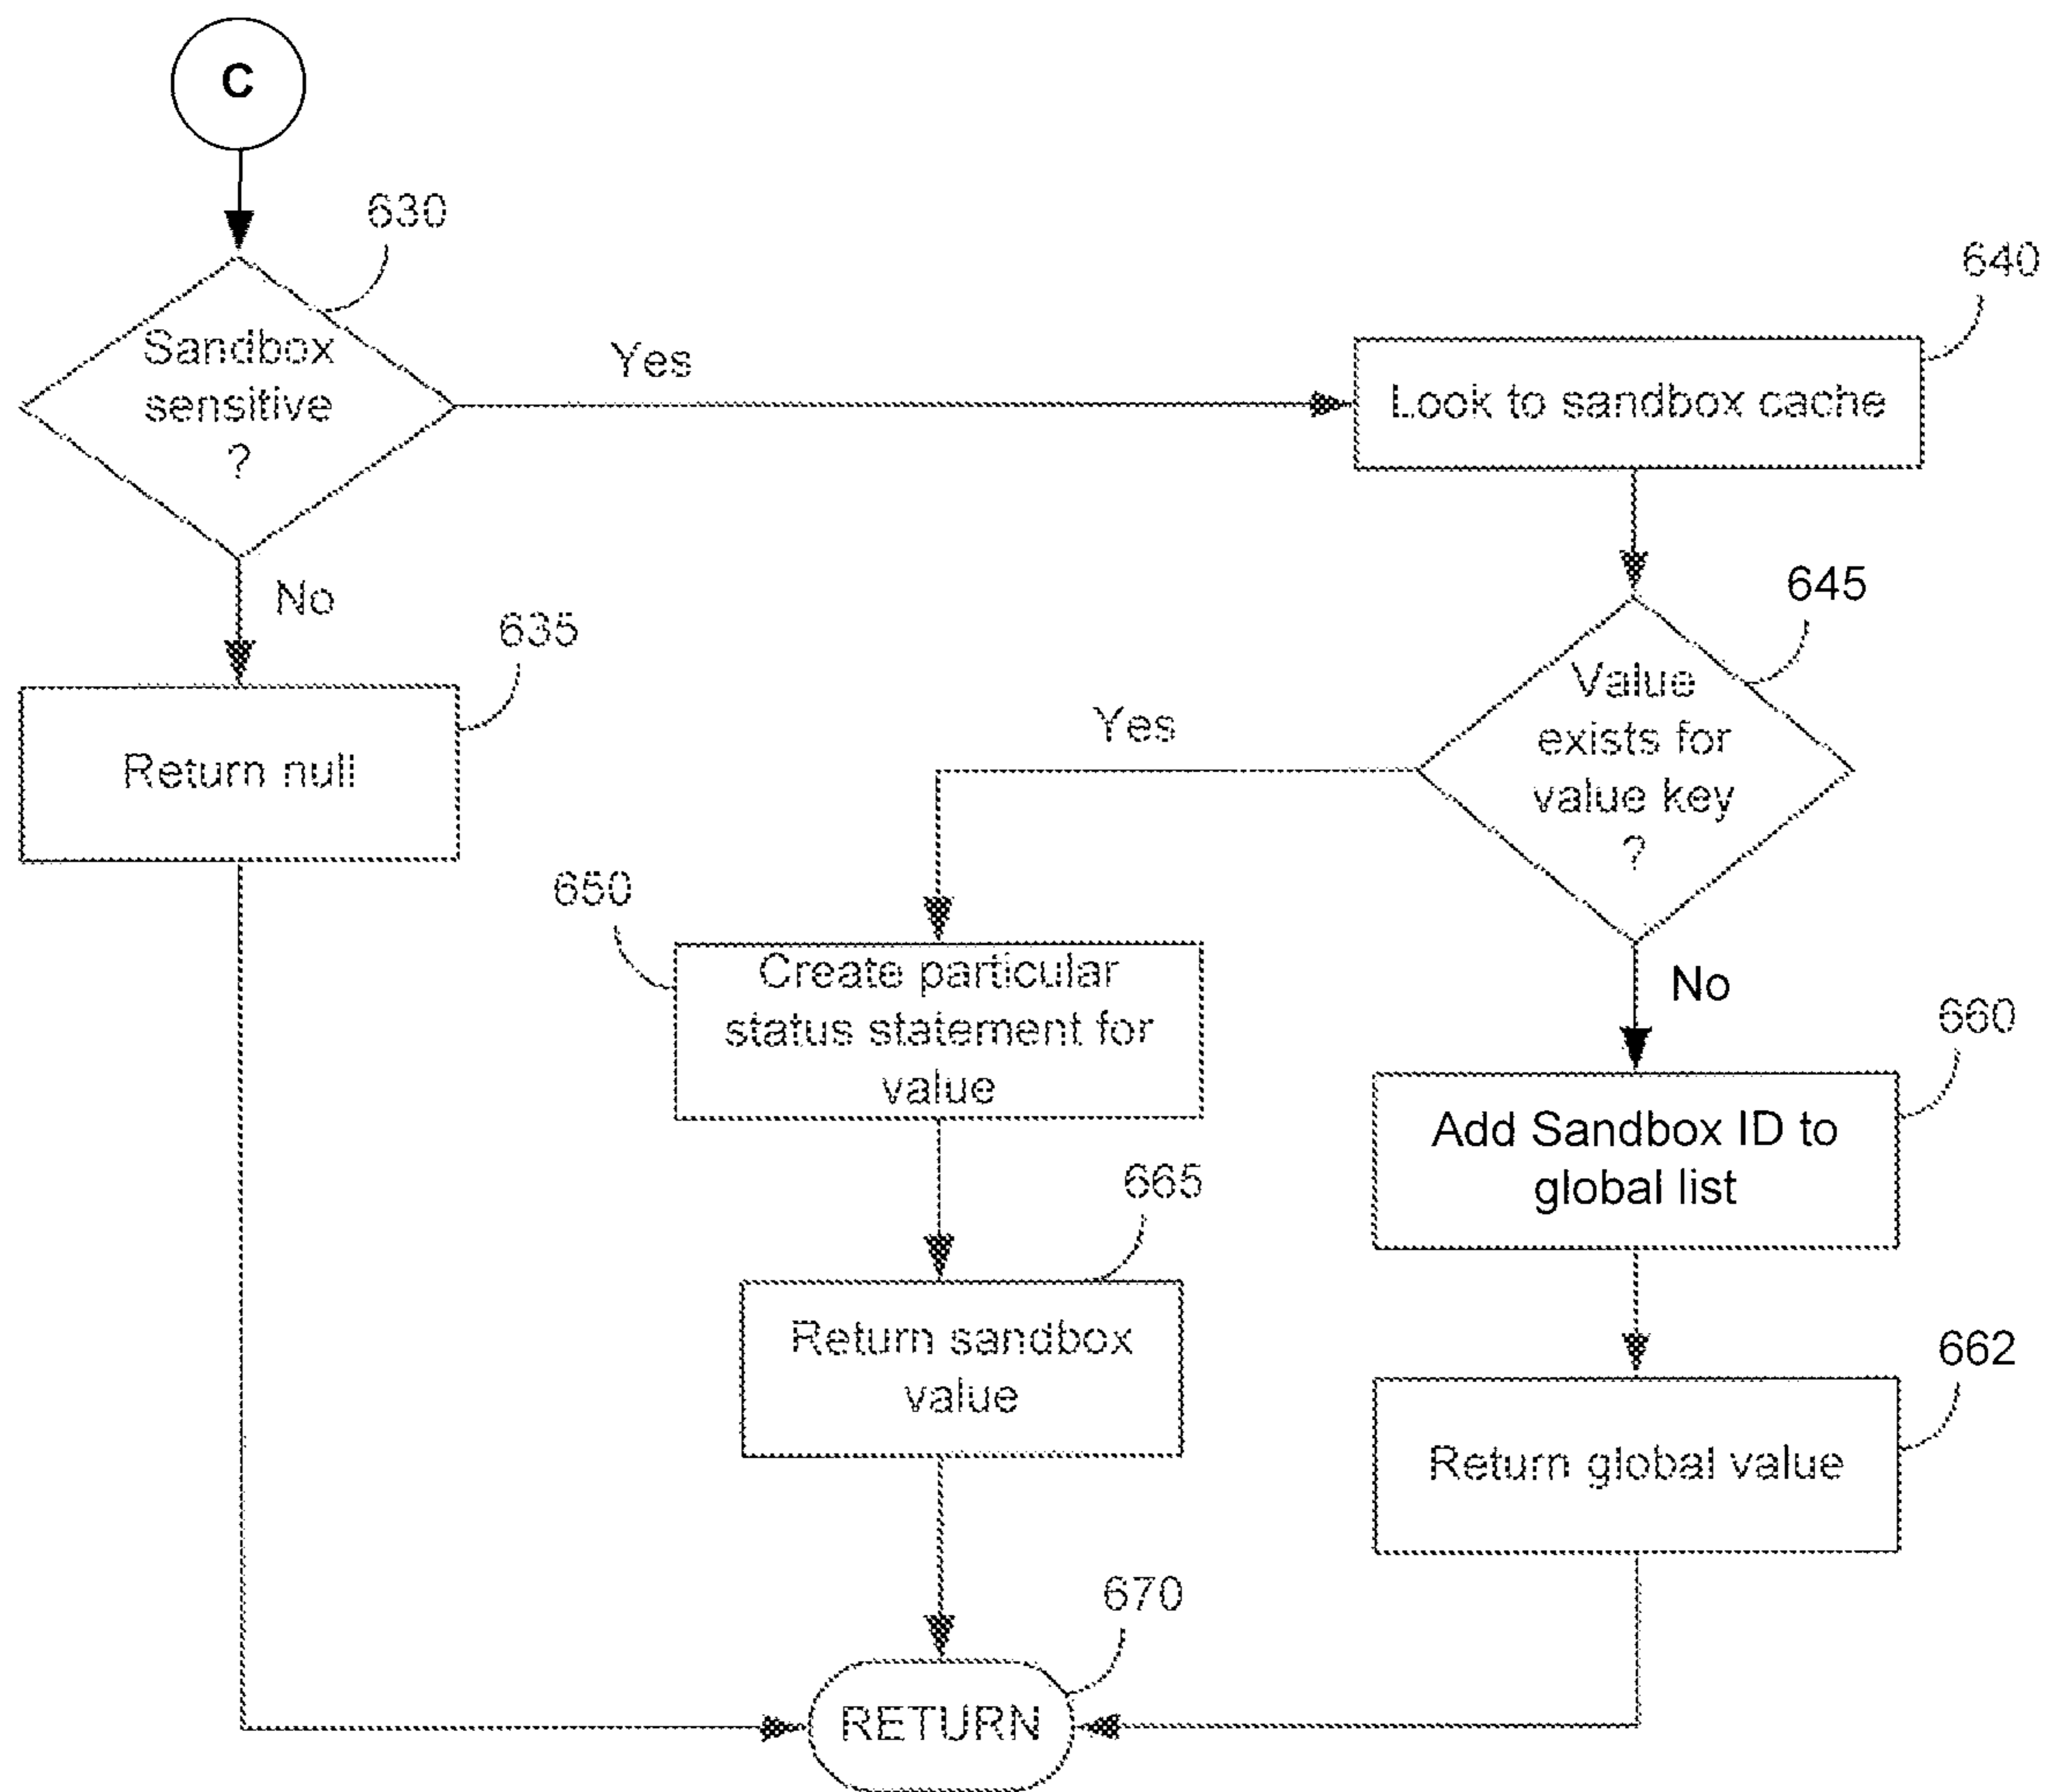 C
630
Sandbox
sensitive
?
Yes
640
Look to sandbox cache
No
635
Return null
645
Value
exists for
value key
?
Yes
650
Create particular
status statement for
value
No
660
Add Sandbox ID to
global list
665
Return sandbox
value
662
Return global value
670
RETURN